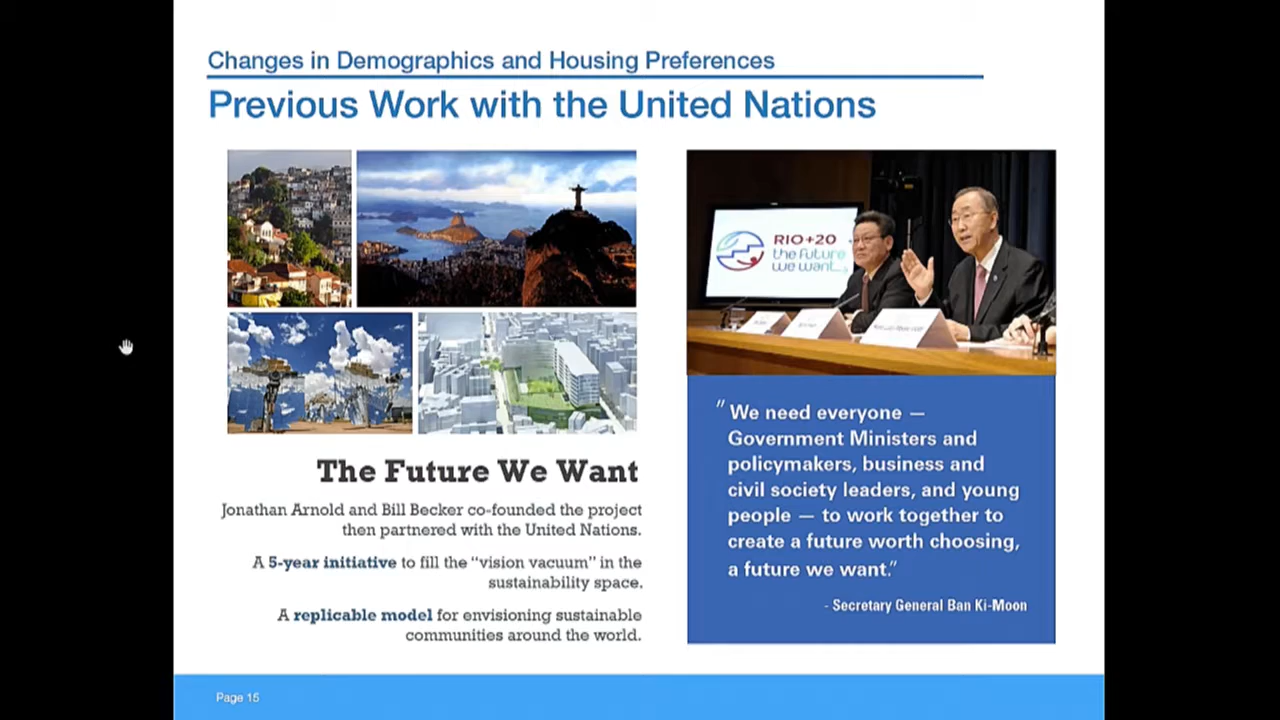 Changes in Demographics and Housing Preferences
Previous Work with the United Nations
RIO+20
the future
we want
The Future We Want
Jonathan Arnold and Bill Becker co-founded the project
then partnered with the United Nations.
A 5-year initiative to fill the “vision vacuum” in the
sustainability space.
A replicable model for envisioning sustainable
communities around the world.
"We need everyone —
Government Ministers and
policymakers, business and
civil society leaders, and young
people — to work together to
create a future worth choosing,
a future we want."
- Secretary General Ban Ki-Moon
Page 15